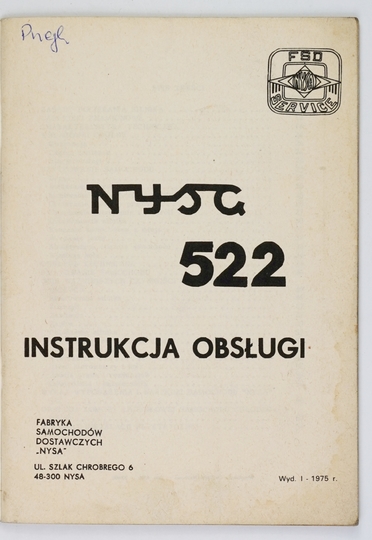 FSD
NYSA
SERVICE
NYSA
522
INSTRUKCJA OBSŁUGI
FABRYKA
SAMOCHODÓW
DOSTAWCZYCH
„NYSA"
UL. SZLAK CHROBREGO 6
48-300 NYSA
Wyd. I - 1975 r.